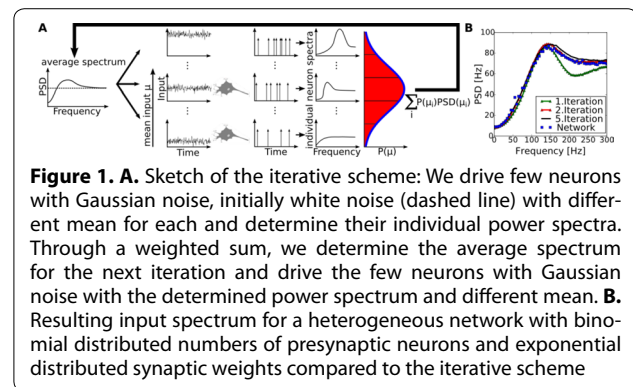 A
average spectrum
PSD
Frequency
mean input μ
Input
Time
Time
individual neural spectra
Frequency
P(μ)
∑ P(μᵢ)PSD(μᵢ)
i
B
PSD [Hz]
100
80
60
40
20
0
0 50 100 150 200 250 300
Frequency [Hz]
1.Iteration
2.Iteration
5.Iteration
Network
Figure 1. A. Sketch of the iterative scheme: We drive few neurons
with Gaussian noise, initially white noise (dashed line) with differ-
ent mean for each and determine their individual power spectra.
Through a weighted sum, we determine the average spectrum
for the next iteration and drive the few neurons with Gaussian
noise with the determined power spectrum and different mean. B.
Resulting input spectrum for a heterogeneous network with bino-
mial distributed numbers of presynaptic neurons and exponential
distributed synaptic weights compared to the iterative scheme